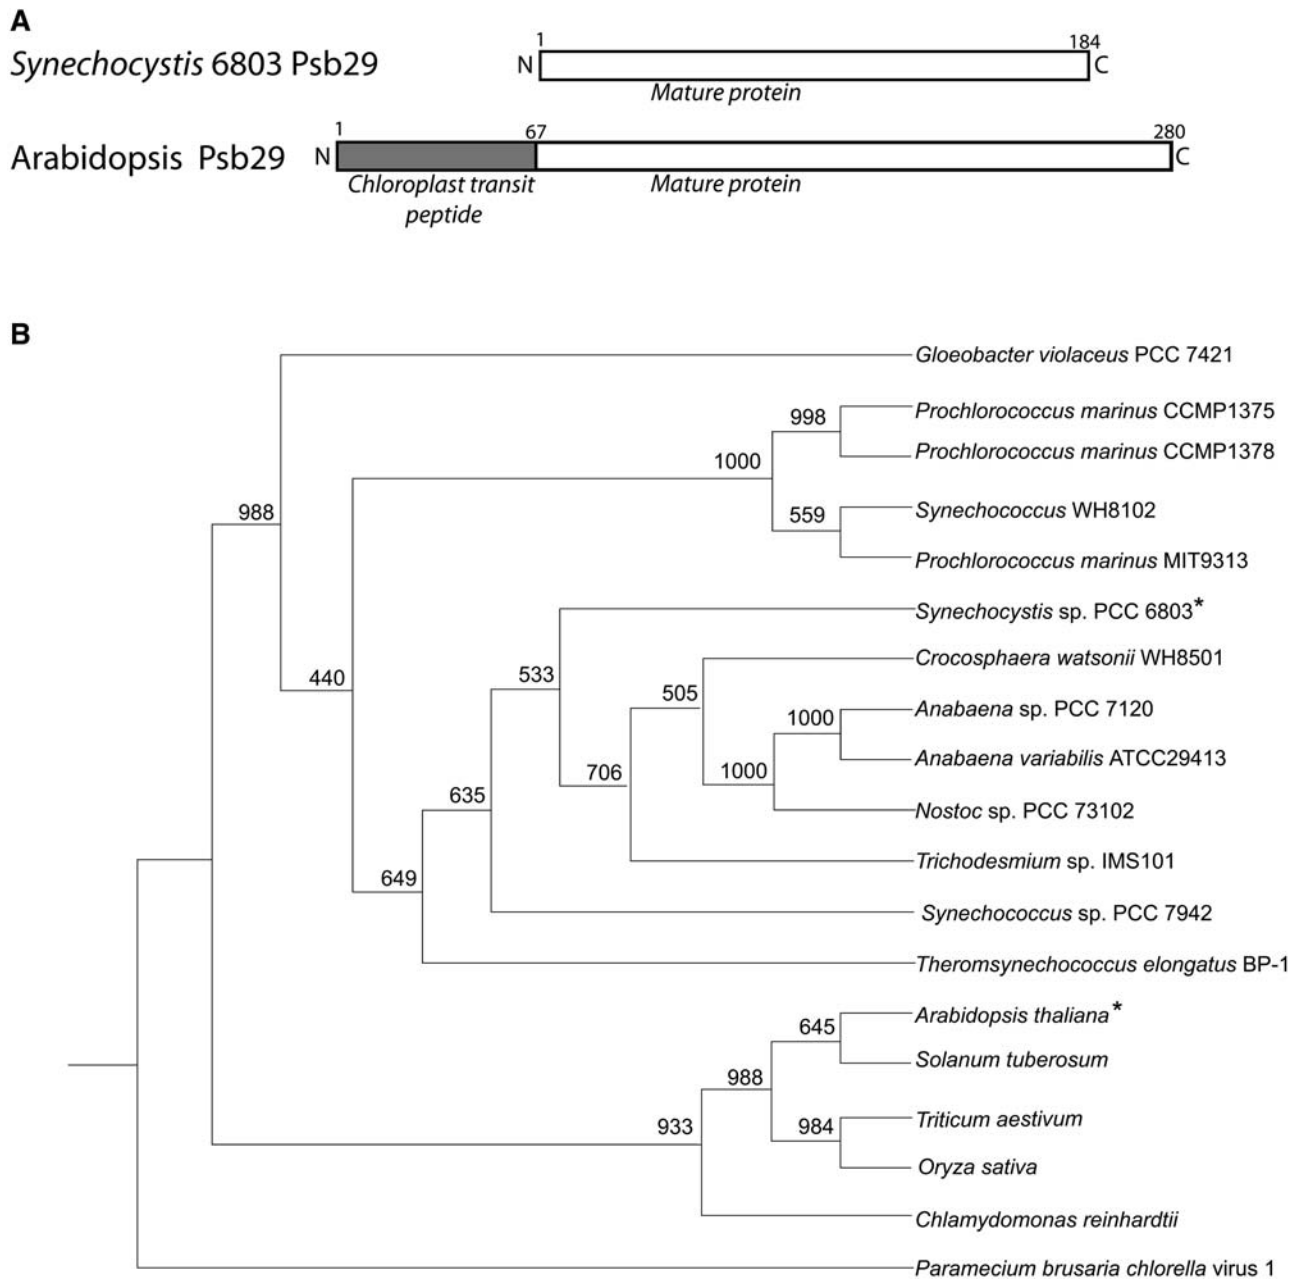 A
Synechocystis 6803 Psb29
N
1
184
C
Mature protein
Arabidopsis Psb29
N
1
67
280
C
Chloroplast transit
peptide
Mature protein
B
Gloeobacter violaceus PCC 7421
998
Prochlorococcus marinus CCMP1375
Prochlorococcus marinus CCMP1378
1000
988
559
Synechococcus WH8102
Prochlorococcus marinus MIT9313
Synechocystis sp. PCC 6803*
440
533
505
Crocosphaera watsonii WH8501
1000
Anabaena sp. PCC 7120
Anabaena variabilis ATCC29413
706
1000
635
Nostoc sp. PCC 73102
Trichodesmium sp. IMS101
649
Synechococcus sp. PCC 7942
Theromsynechococcus elongatus BP-1
645
Arabidopsis thaliana*
Solanum tuberosum
988
933
984
Triticum aestivum
Oryza sativa
Chlamydomonas reinhardtii
Paramecium brusaria chlorella virus 1